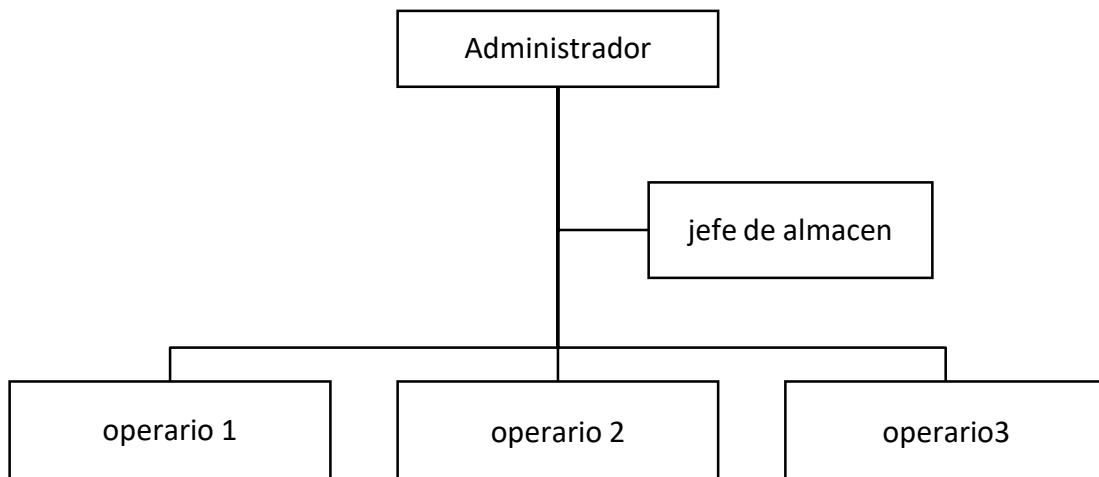 Administrador
jefe de almacen
operario 1
operario 2
operario3